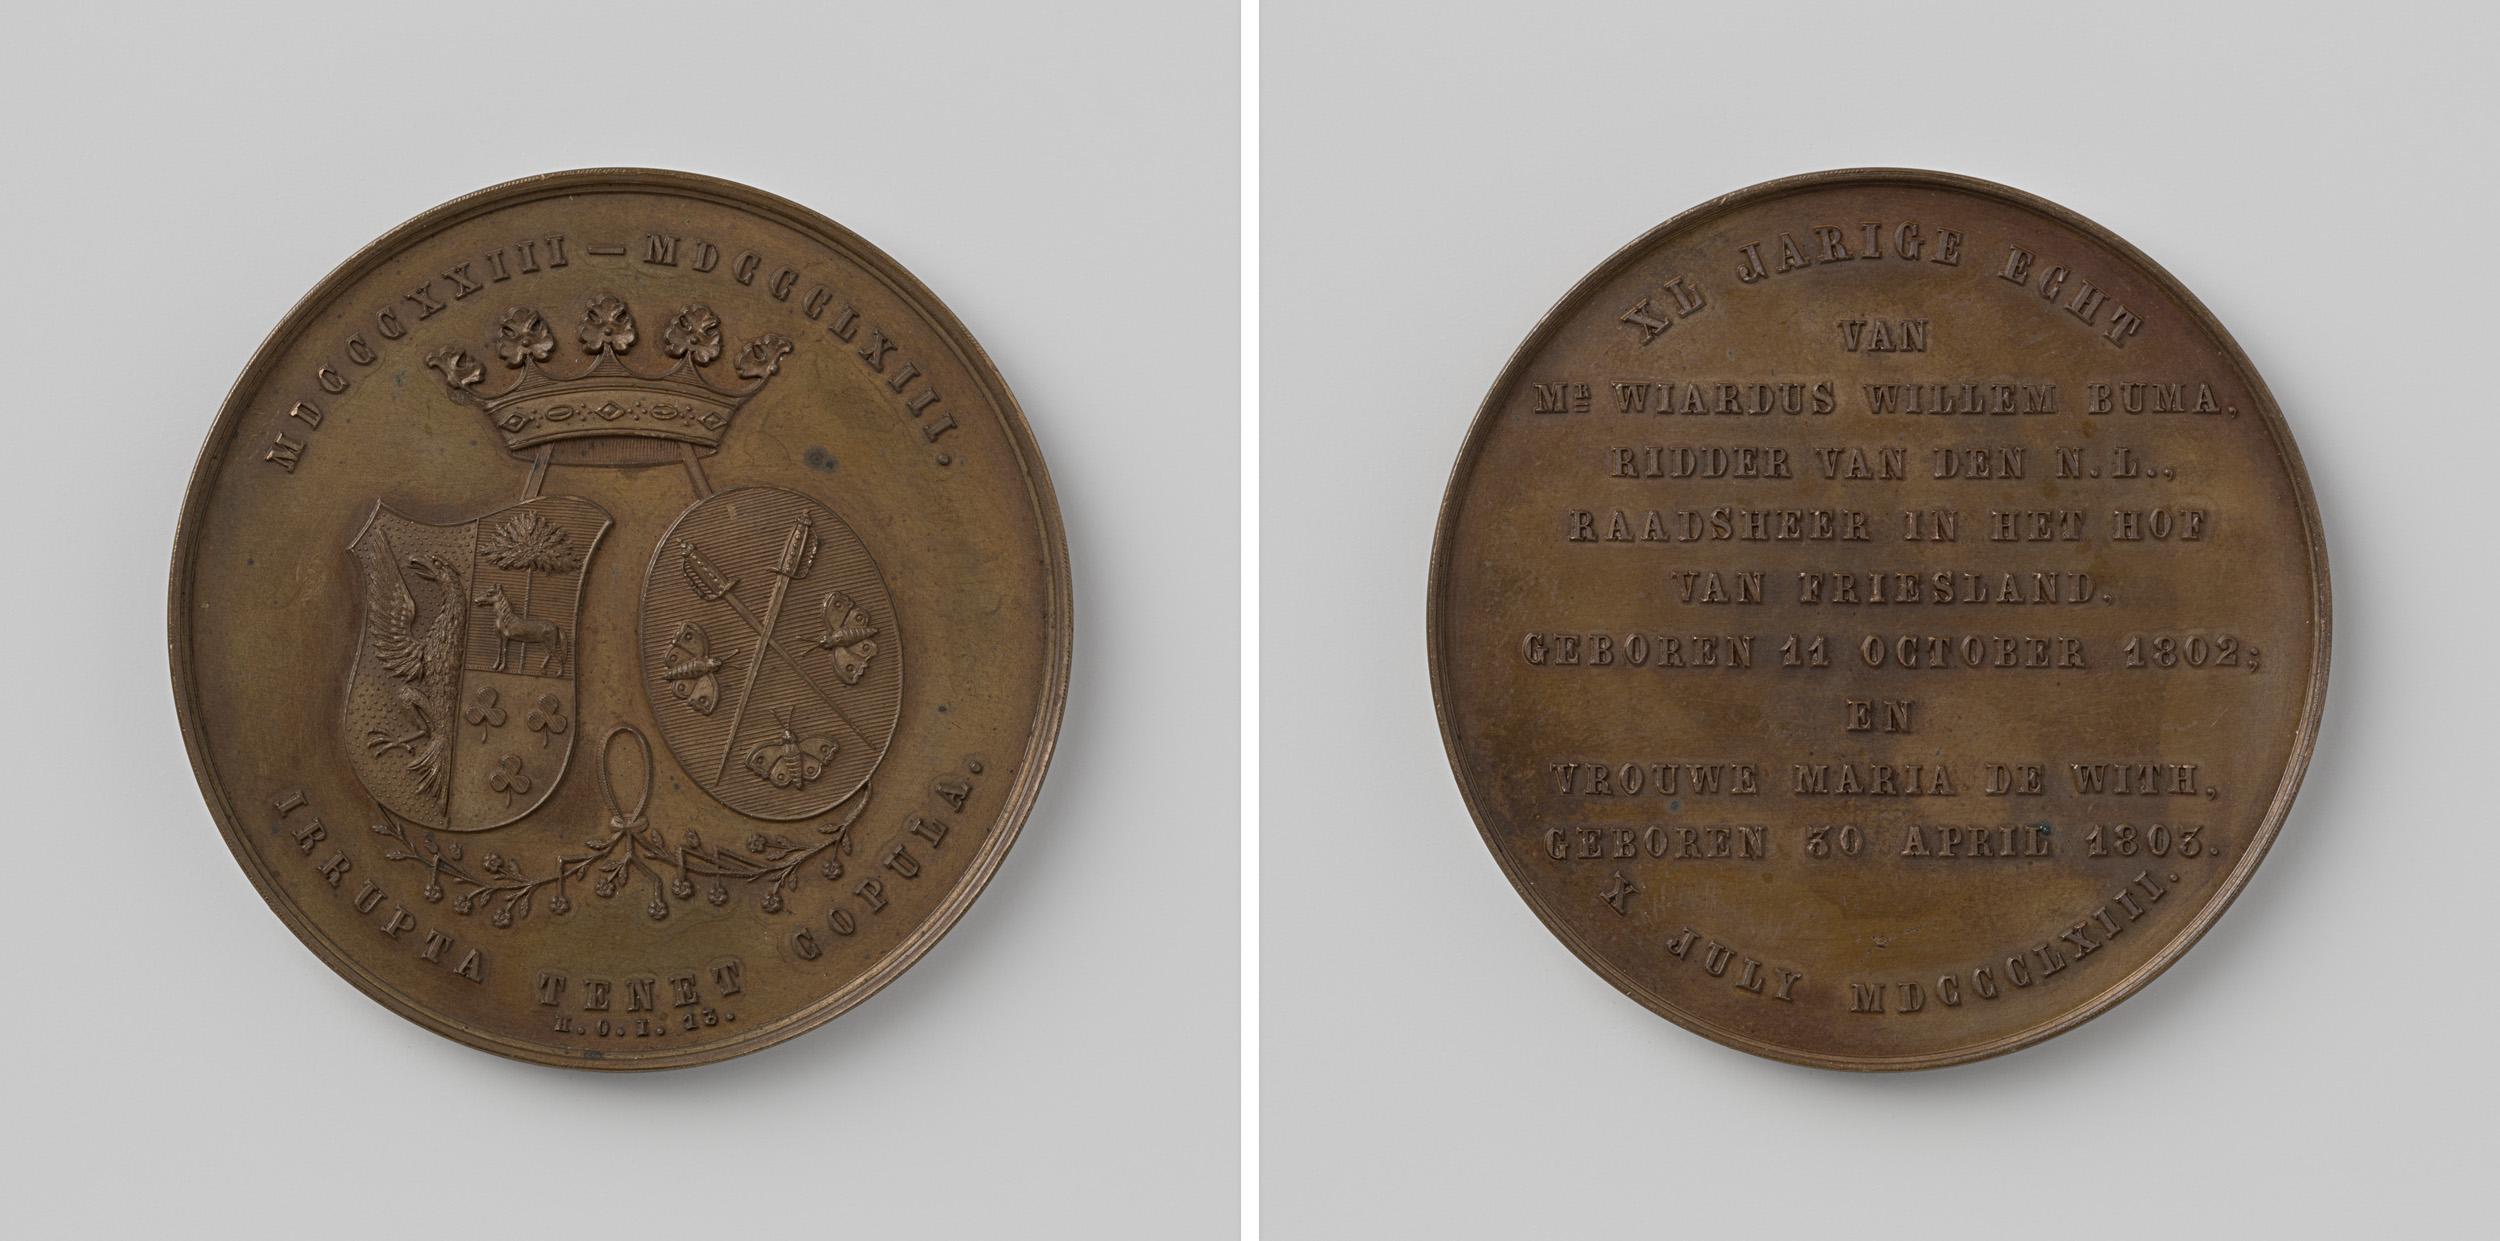 MDCCCXXIII — MDCCCLXIII.
IRRUPTA TENET COPULA.
H.O.I. 13.
XL JARIGE ECHT
VAN
MR WIARDUS WILLEM BUMA,
RIDDER VAN DEN N.L.,
RAADSHEER IN HET HOF
VAN FRIESLAND,
GEBOREN 11 OCTOBER 1802;
EN
VROUWE MARIA DE WITH,
GEBOREN 30 APRIL 1803.
X JULY MDCCCLXIII.